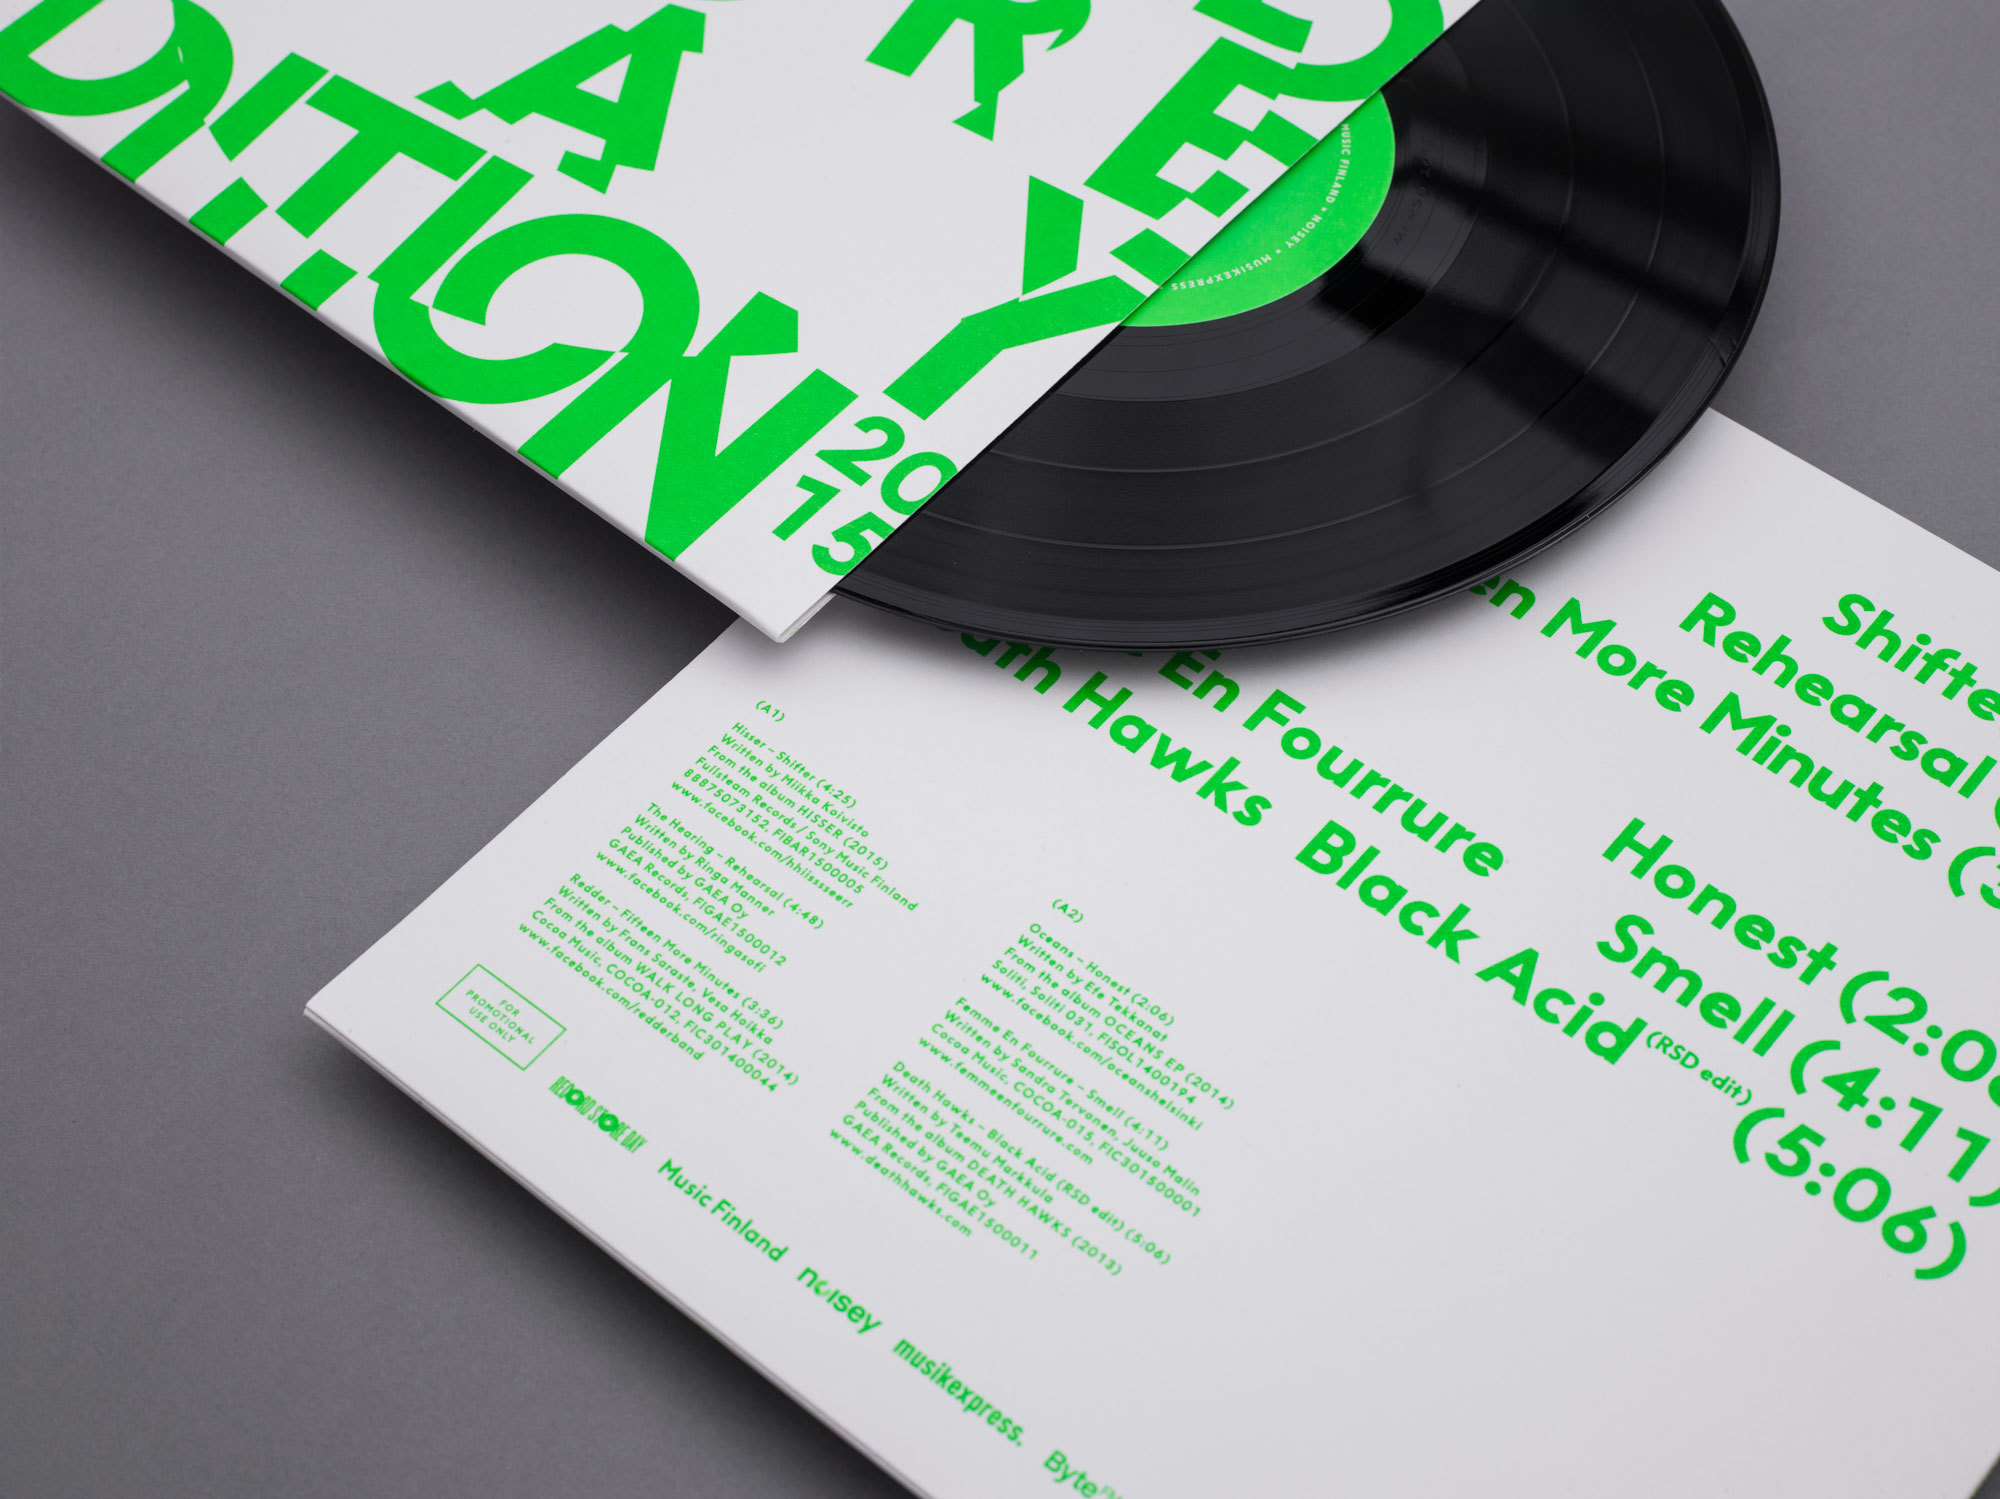 DITION
A
R
D
E
Y
20
15
MUSIC FINLAND × NOISEY × MUSIKEXPRESS
Shifte
Rehearsal (
en More Minutes (3
Honest (2:0
En Fourrure Smell (4:11)
ath Hawks Black Acid (RSD edit) (5:06)
(A1)
Hisser – Shifter (4:25)
Written by Miikka Koivisto
From the album HISSER (2015)
Fullsteam Records / Sony Music Finland
88875073152, FIBAR1500005
www.facebook.com/hhiisssseerr
The Hearing – Rehearsal (4:48)
Written by Ringa Manner
Published by GAEA Oy
GAEA Records, FIGAE1500012
www.facebook.com/ringasofi
Redder – Fifteen More Minutes (3:36)
Written by Frans Saraste, Vesa Hoikka
From the album WALK LONG PLAY (2014)
Cocoa Music, COCOA-012, FIC301400044
www.facebook.com/redderband
(A2)
Oceans – Honest (2:06)
Written by Efe Tekkanat
From the album OCEANS EP (2014)
Soliti, Soliti 031, FISOL1400194
www.facebook.com/oceanshelsinki
Femme En Fourrure – Smell (4:11)
Written by Sandra Tervonen, Juuso Malin
Cocoa Music, COCOA-015, FIC301500001
www.femmeenfourrure.com
Death Hawks – Black Acid (RSD edit) (5:06)
Written by Teemu Markkula
From the album DEATH HAWKS (2013)
Published by GAEA Oy
GAEA Records, FIGAE1500011
www.deathhawks.com
FOR
PROMOTIONAL
USE ONLY
RECORD STORE DAY
Music Finland
noisey
musikexpress.
ByteFM